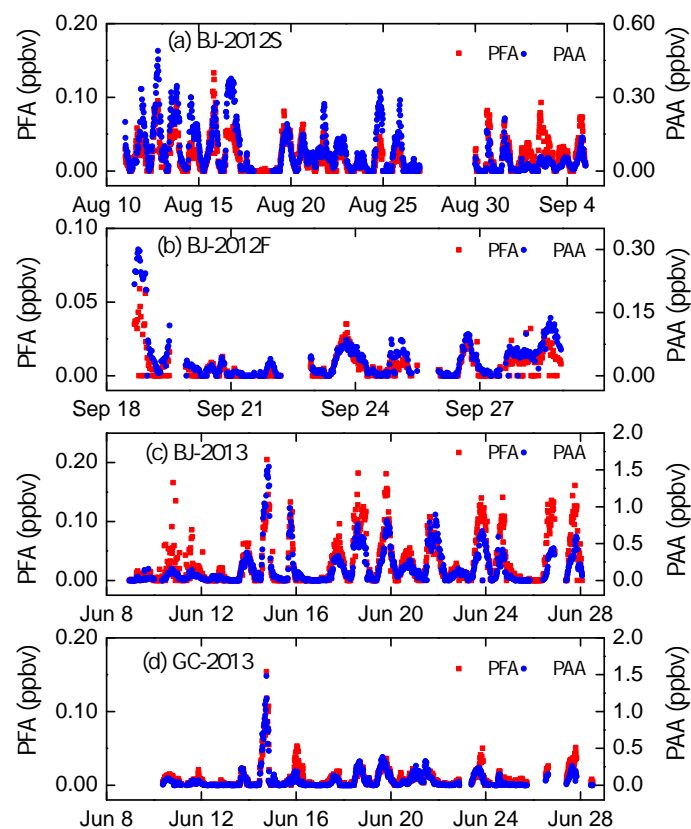 (a) BJ-2012S PFA PAA
PFA (ppbv)
PAA (ppbv)
0.20 0.60
0.10 0.30
0.00 0.00
Aug 10 Aug 15 Aug 20 Aug 25 Aug 30 Sep 4
(b) BJ-2012F PFA PAA
PFA (ppbv)
PAA (ppbv)
0.10 0.30
0.05 0.15
0.00 0.00
Sep 18 Sep 21 Sep 24 Sep 27
(c) BJ-2013 PFA PAA
PFA (ppbv)
PAA (ppbv)
2.0
0.20 1.5
1.0
0.10 0.5
0.00 0.0
Jun 8 Jun 12 Jun 16 Jun 20 Jun 24 Jun 28
(d) GC-2013 PFA PAA
PFA (ppbv)
PAA (ppbv)
0.20 2.0
1.5
0.10 1.0
0.5
0.00 0.0
Jun 8 Jun 12 Jun 16 Jun 20 Jun 24 Jun 28